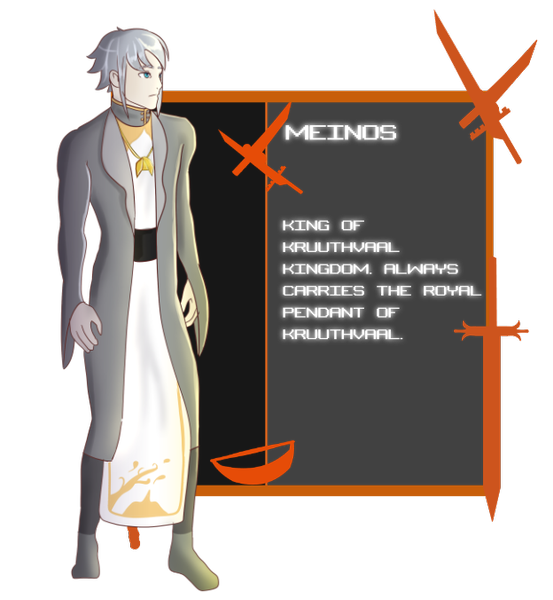 MEINOS
KING OF
KRUUTHVAAL
KINGDOM. ALWAYS
CARRIES THE ROYAL
PENDANT OF
KRUUTHVAAL.